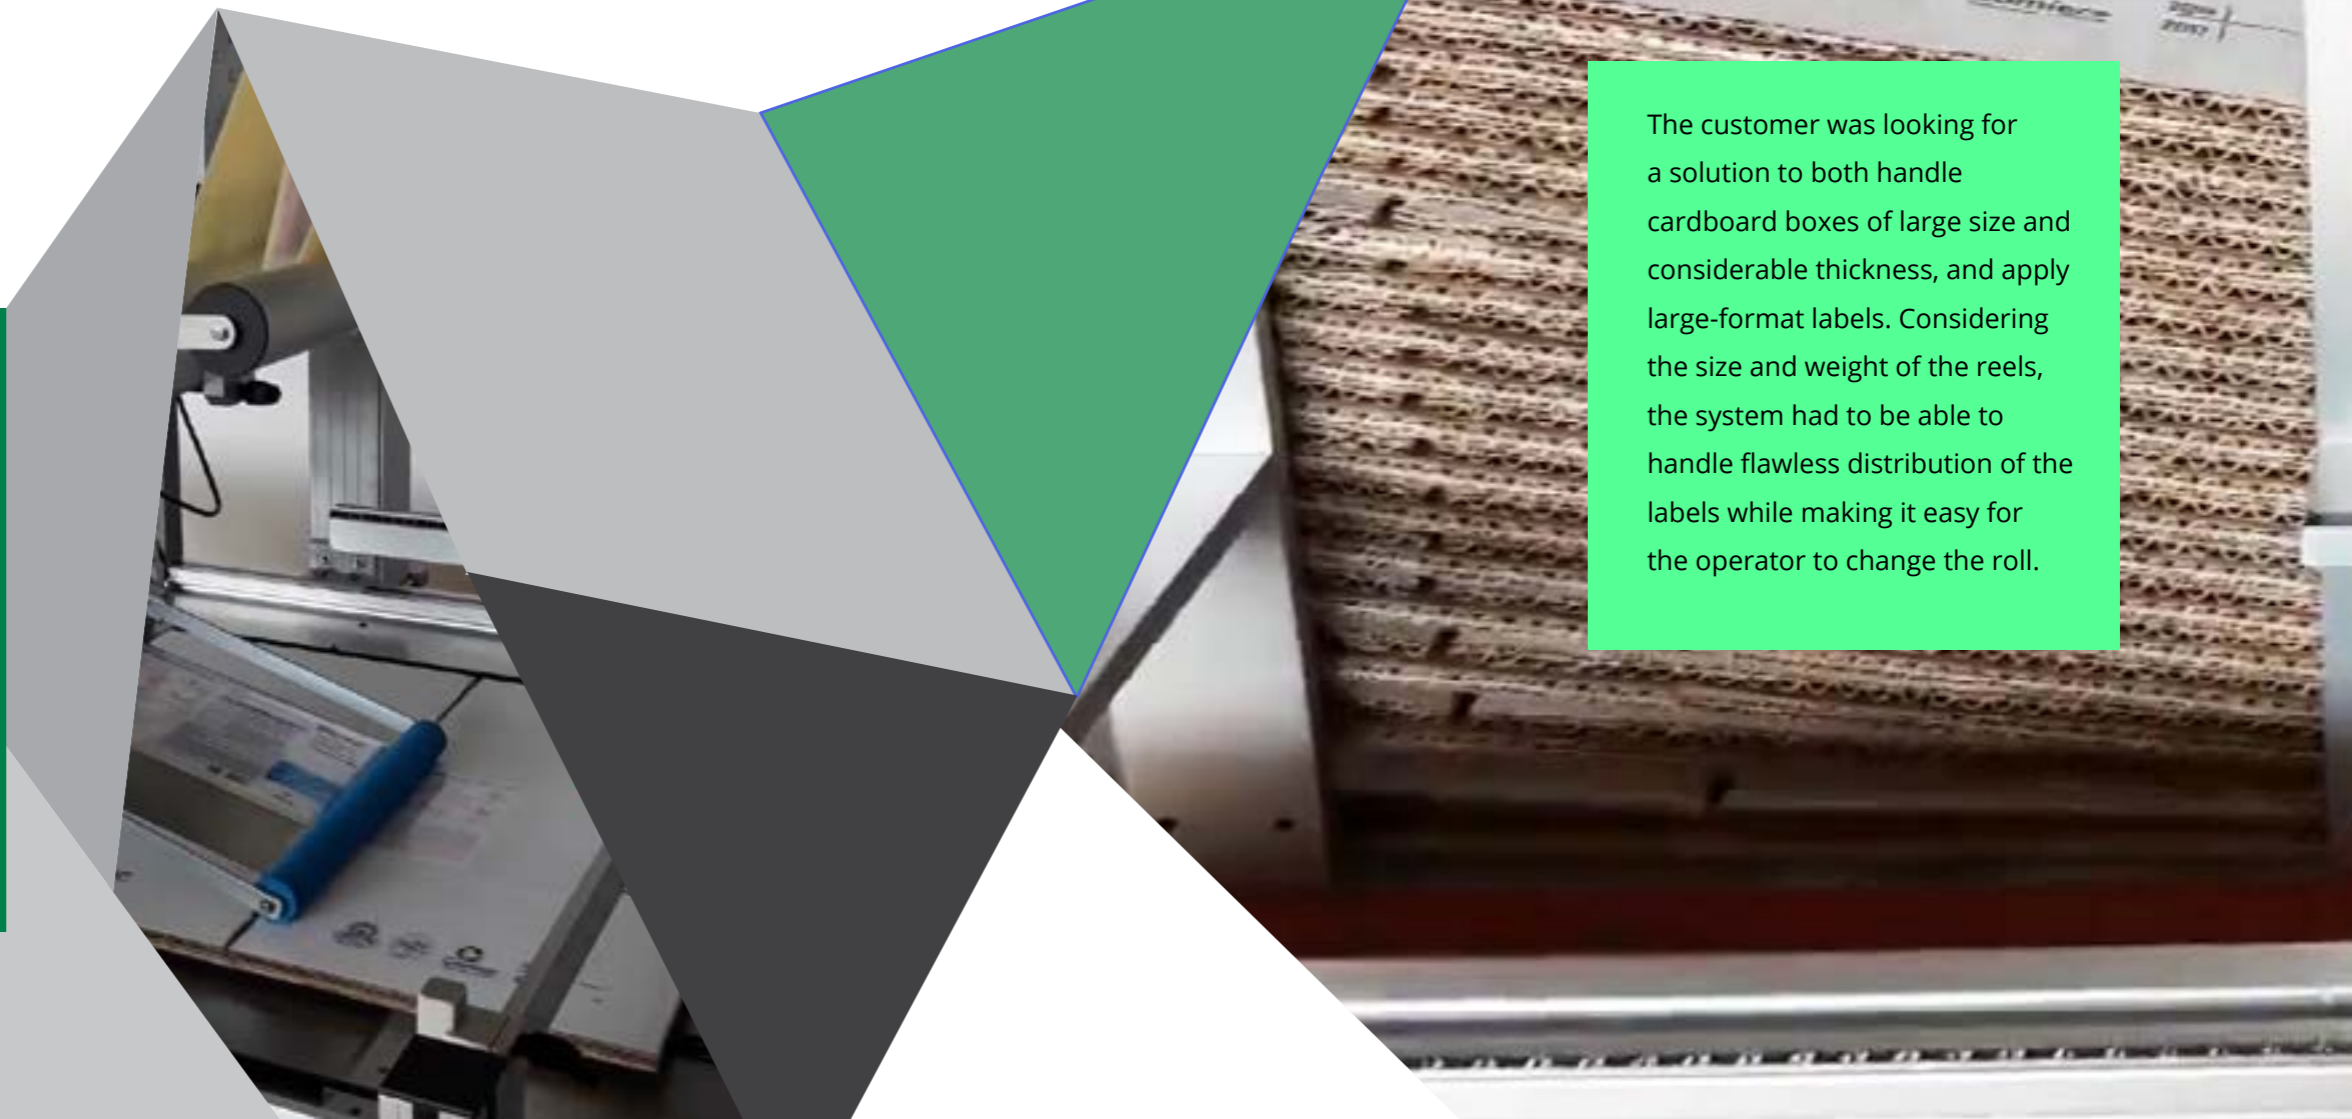 The customer was looking for
a solution to both handle
cardboard boxes of large size and
considerable thickness, and apply
large-format labels. Considering
the size and weight of the reels,
the system had to be able to
handle flawless distribution of the
labels while making it easy for
the operator to change the roll.